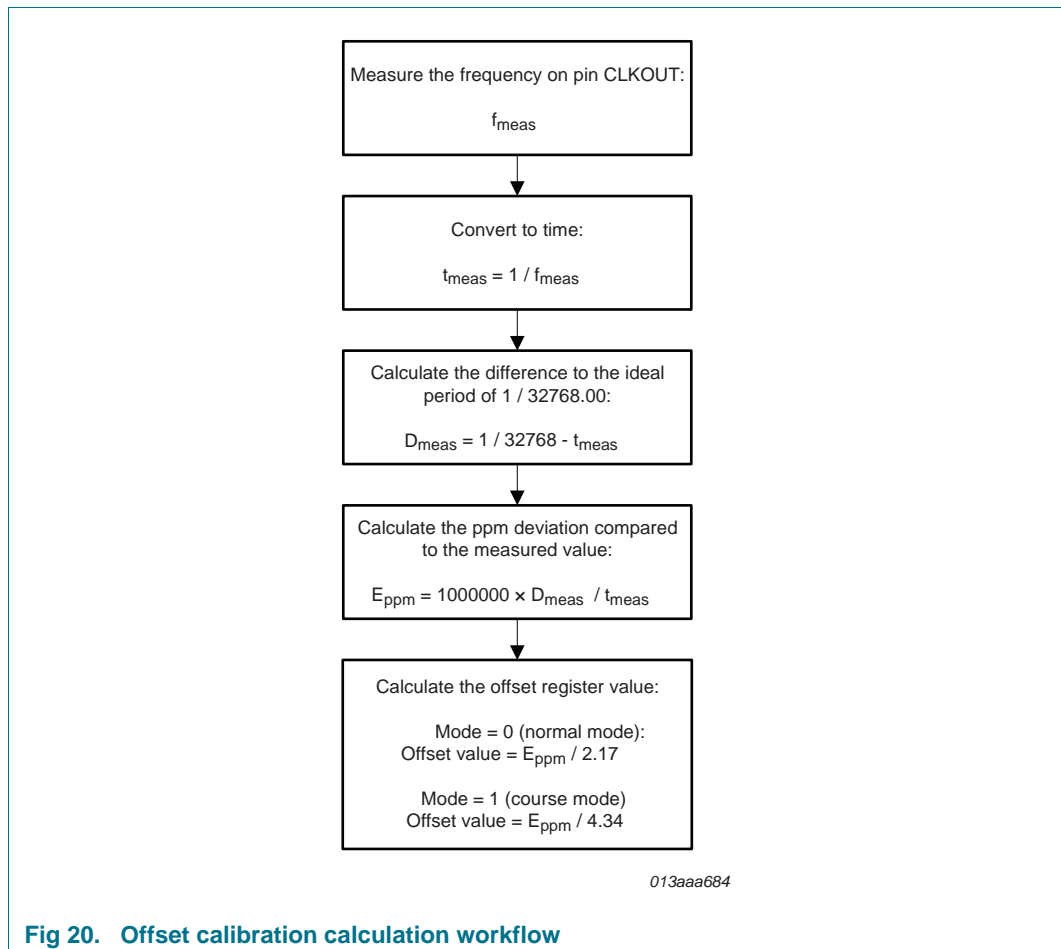 Measure the frequency on pin CLKOUT:
fmeas
Convert to time:
tmeas = 1 / fmeas
Calculate the difference to the ideal
period of 1 / 32768.00:
Dmeas = 1 / 32768 - tmeas
Calculate the ppm deviation compared
to the measured value:
Eppm = 1000000 × Dmeas / tmeas
Calculate the offset register value:
Mode = 0 (normal mode):
Offset value = Eppm / 2.17
Mode = 1 (course mode)
Offset value = Eppm / 4.34
013aaa684
Fig 20. Offset calibration calculation workflow